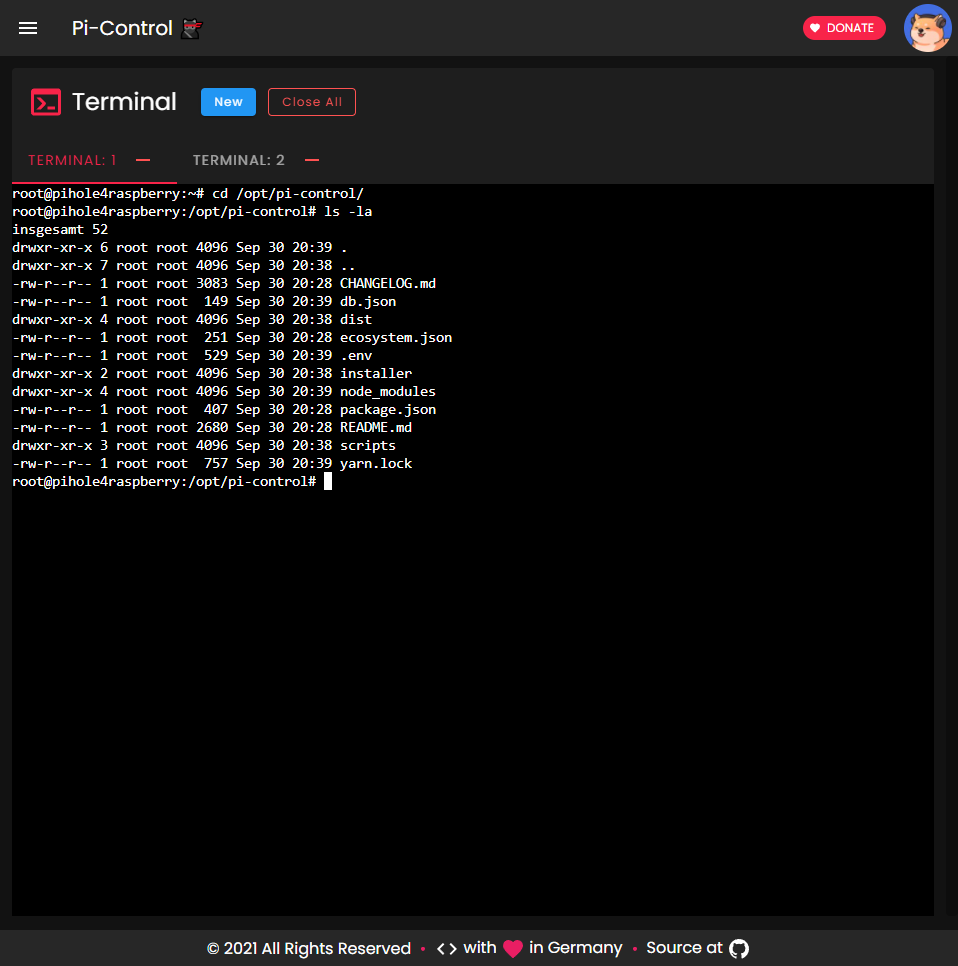 Pi-Control
DONATE
Terminal
New
Close All
TERMINAL: 1
TERMINAL: 2
root@pihole4raspberry:~# cd /opt/pi-control/
root@pihole4raspberry:/opt/pi-control# ls -la
insgesamt 52
drwxr-xr-x 6 root root 4096 Sep 30 20:39 .
drwxr-xr-x 7 root root 4096 Sep 30 20:38 ..
-rw-r--r-- 1 root root 3083 Sep 30 20:28 CHANGELOG.md
-rw-r--r-- 1 root root  149 Sep 30 20:39 db.json
drwxr-xr-x 4 root root 4096 Sep 30 20:38 dist
-rw-r--r-- 1 root root  251 Sep 30 20:28 ecosystem.json
-rw-r--r-- 1 root root  529 Sep 30 20:39 .env
drwxr-xr-x 2 root root 4096 Sep 30 20:38 installer
drwxr-xr-x 4 root root 4096 Sep 30 20:39 node_modules
-rw-r--r-- 1 root root  407 Sep 30 20:28 package.json
-rw-r--r-- 1 root root 2680 Sep 30 20:28 README.md
drwxr-xr-x 3 root root 4096 Sep 30 20:38 scripts
-rw-r--r-- 1 root root  757 Sep 30 20:39 yarn.lock
root@pihole4raspberry:/opt/pi-control#
© 2021 All Rights Reserved • <> with ❤ in Germany • Source at